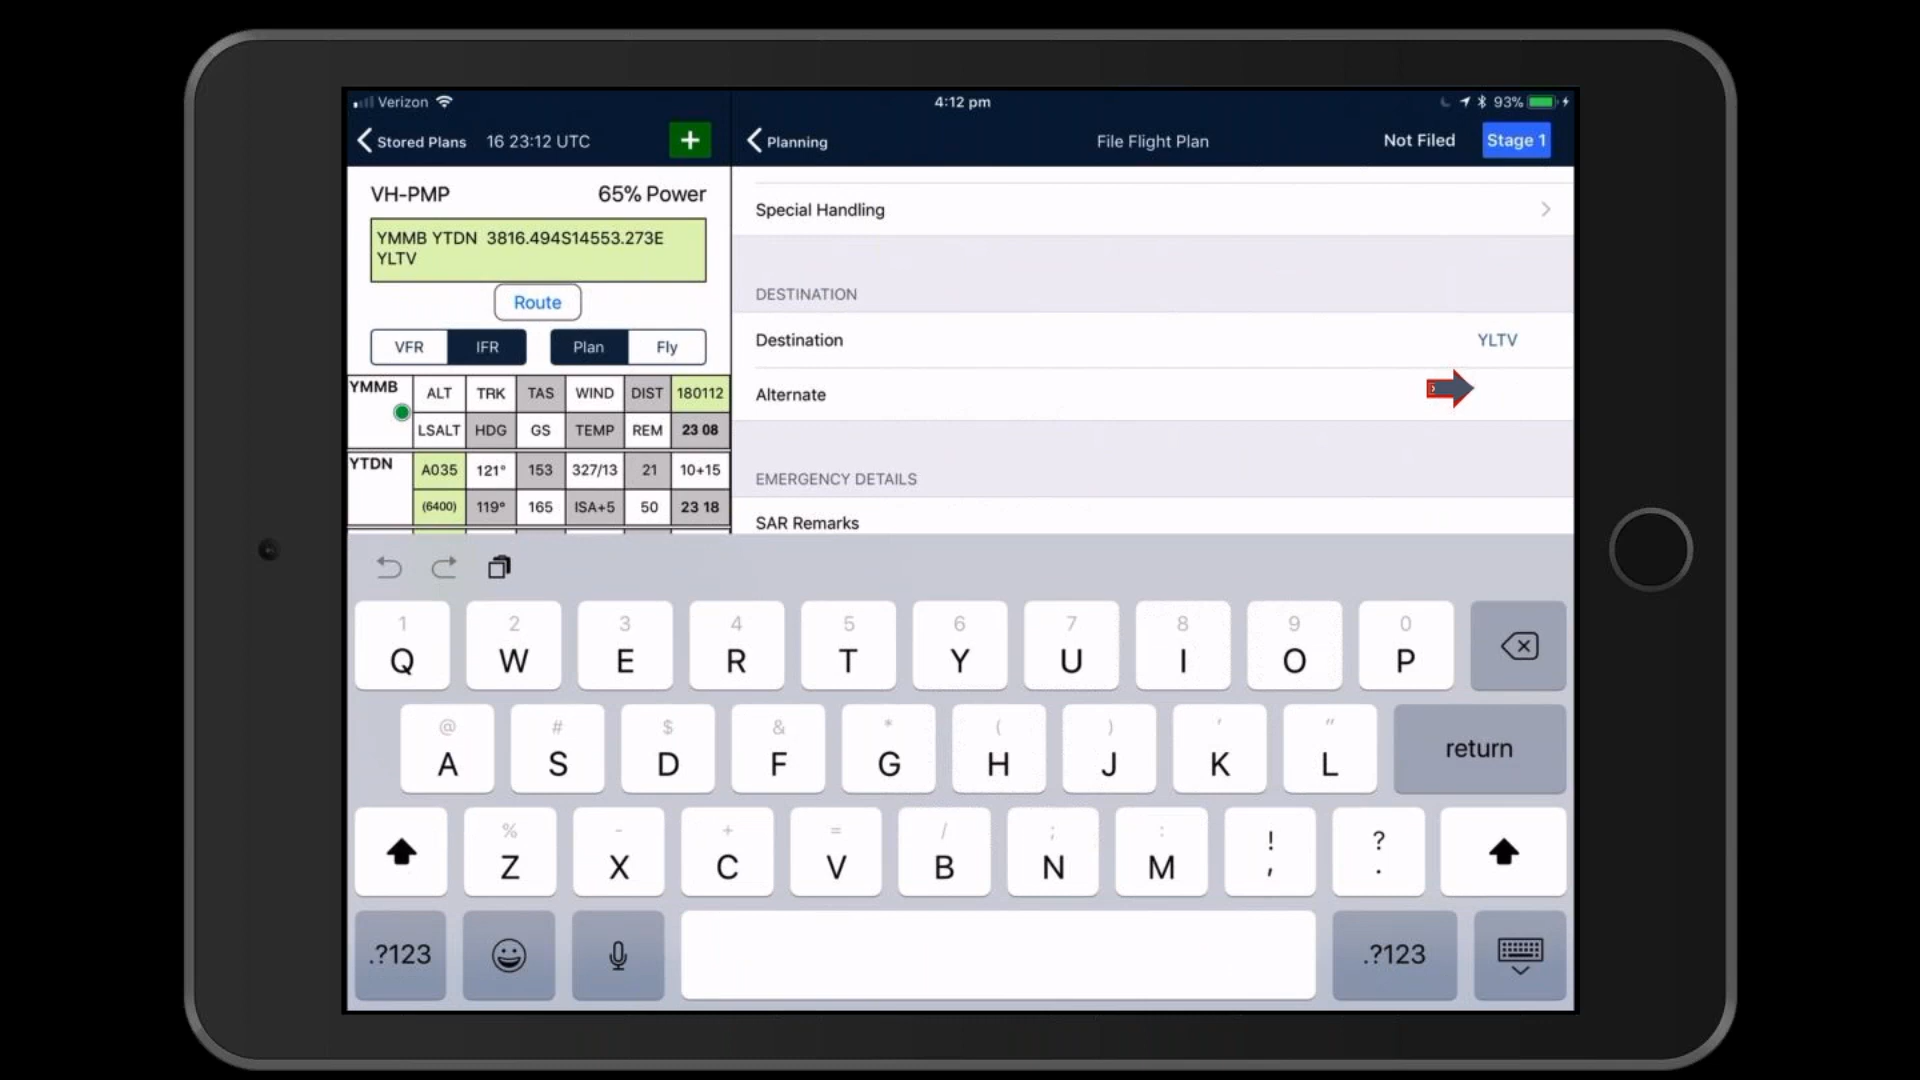 Verizon
4:12 pm
93%
Stored Plans
16 23:12 UTC
+
Planning
File Flight Plan
Not Filed
Stage 1
VH-PMP
65% Power
YMMB YTDN 3816.494S14553.273E
YLTV
Route
VFR IFR
Plan Fly
YMMB ALT TRK TAS WIND DIST 180112
LSALT HDG GS TEMP REM 23 08
YTDN A035 121° 153 327/13 21 10+15
(6400) 119° 165 ISA+5 50 23 18
Special Handling
DESTINATION
Destination YLTV
Alternate
EMERGENCY DETAILS
SAR Remarks
1 2 3 4 5 6 7 8 9 0
Q W E R T Y U I O P
@ # $ & * ( ) ' "
A S D F G H J K L return
% - + = / ; : ! ?
Z X C V B N M , .
.?123 .?123